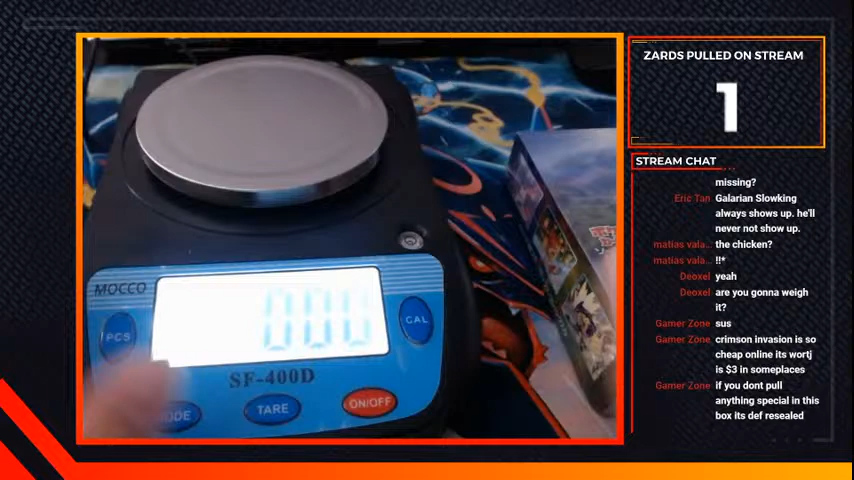 ZARDS PULLED ON STREAM
1
STREAM CHAT
missing?
Eric Tan Galarian Slowking
always shows up. he'll
never not show up.
matias vala... the chicken?
matias vala... !!*
Deoxel yeah
Deoxel are you gonna weigh
it?
Gamer Zone sus
Gamer Zone crimson invasion is so
cheap online its wortj
is $3 in someplaces
Gamer Zone if you dont pull
anything special in this
box its def resealed
MOCCO
000
PCS
CAL
SF-400D
ODE
TARE
ON/OFF